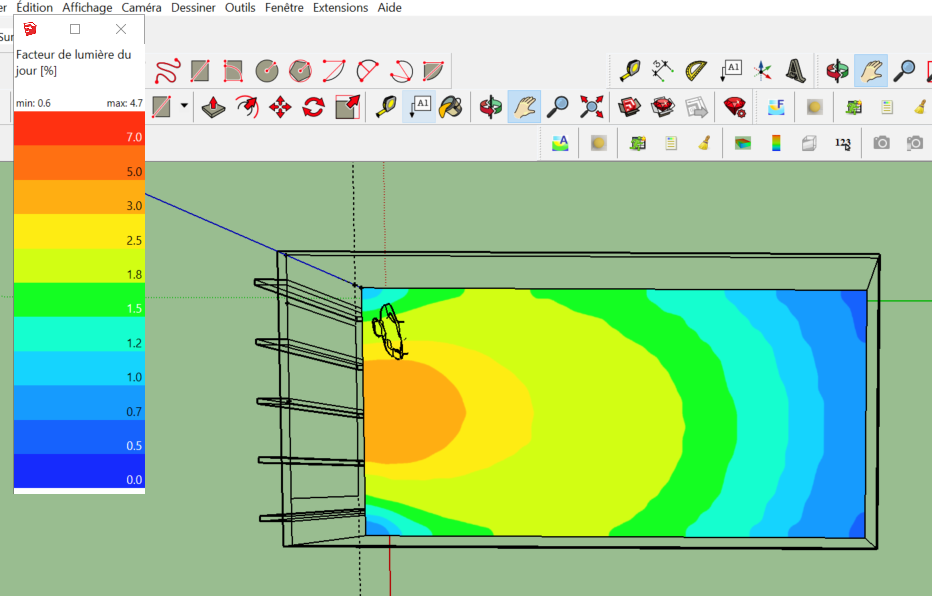 er Édition Affichage Caméra Dessiner Outils Fenêtre Extensions Aide
Sur
Facteur de lumière du
jour [%]
min: 0.6 max: 4.7
7.0
5.0
3.0
2.5
1.8
1.5
1.2
1.0
0.7
0.5
0.0
A1
A1
F
A
123